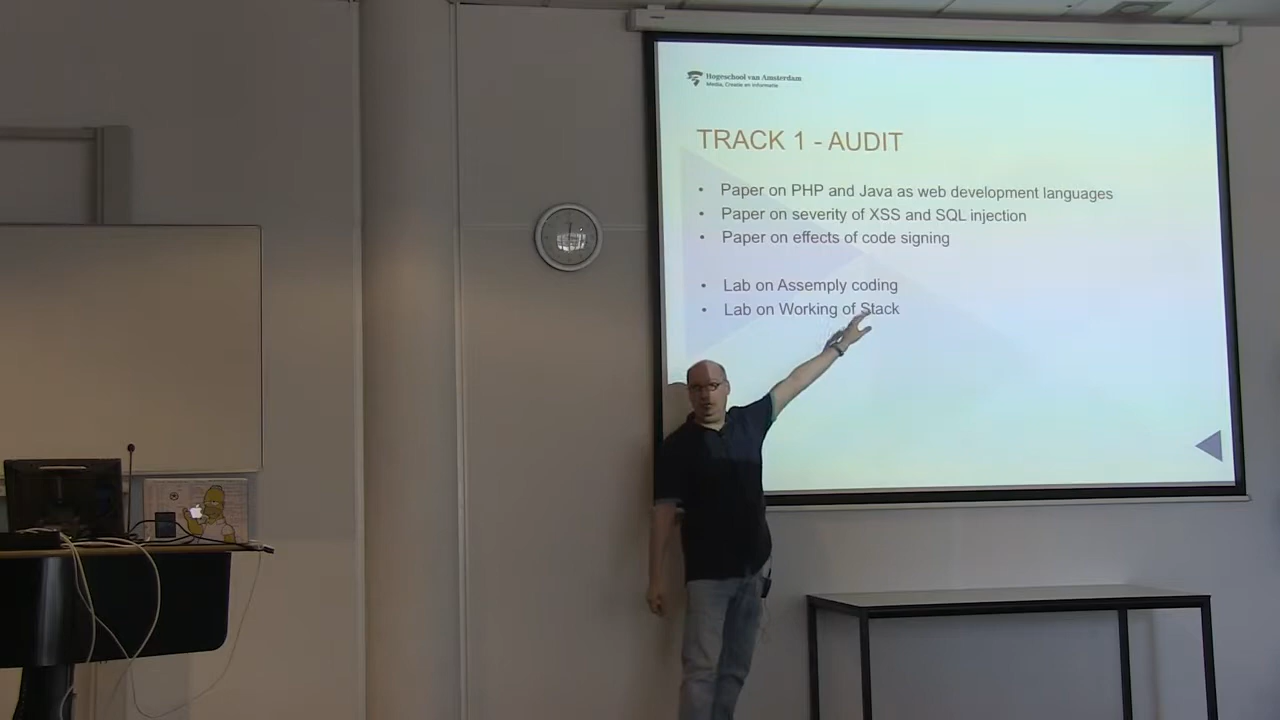 Hogeschool van Amsterdam
Media, Creatie en Informatie
TRACK 1 - AUDIT
• Paper on PHP and Java as web development languages
• Paper on severity of XSS and SQL injection
• Paper on effects of code signing
• Lab on Assemply coding
• Lab on Working of Stack